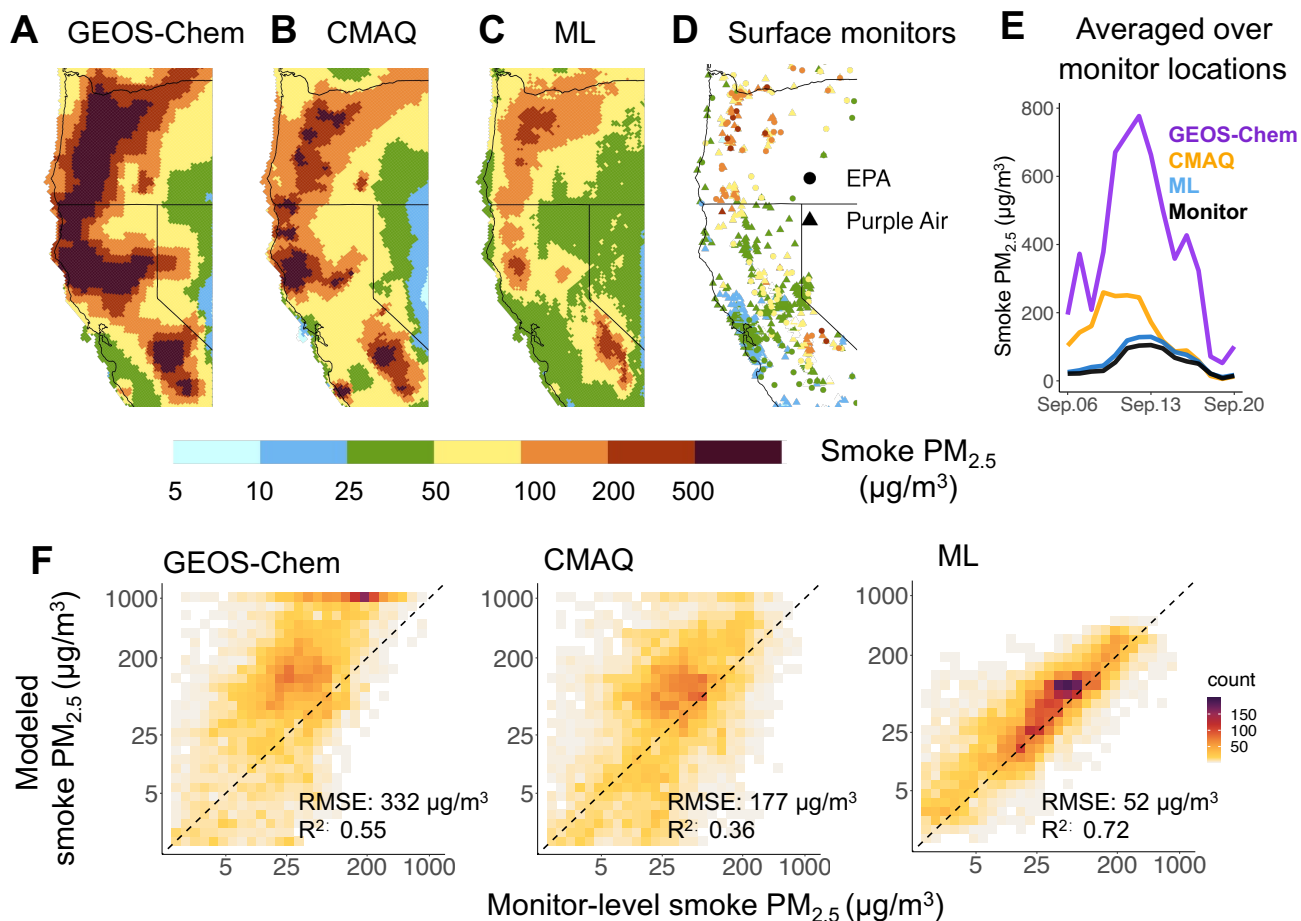 A GEOS-Chem B CMAQ C ML D Surface monitors E Averaged over
monitor locations
EPA
Purple Air
800
600
400
200
0
Smoke PM2.5 (µg/m³)
GEOS-Chem
CMAQ
ML
Monitor
Sep.06 Sep.13 Sep.20
5 10 25 50 100 200 500
Smoke PM2.5
(µg/m³)
F GEOS-Chem CMAQ ML
Modeled
smoke PM2.5 (µg/m³)
1000
200
25
5
RMSE: 332 µg/m³
R²: 0.55
5 25 200 1000
1000
200
25
5
RMSE: 177 µg/m³
R²: 0.36
5 25 200 1000
1000
200
25
5
RMSE: 52 µg/m³
R²: 0.72
5 25 200 1000
count
150
100
50
Monitor-level smoke PM2.5 (µg/m³)